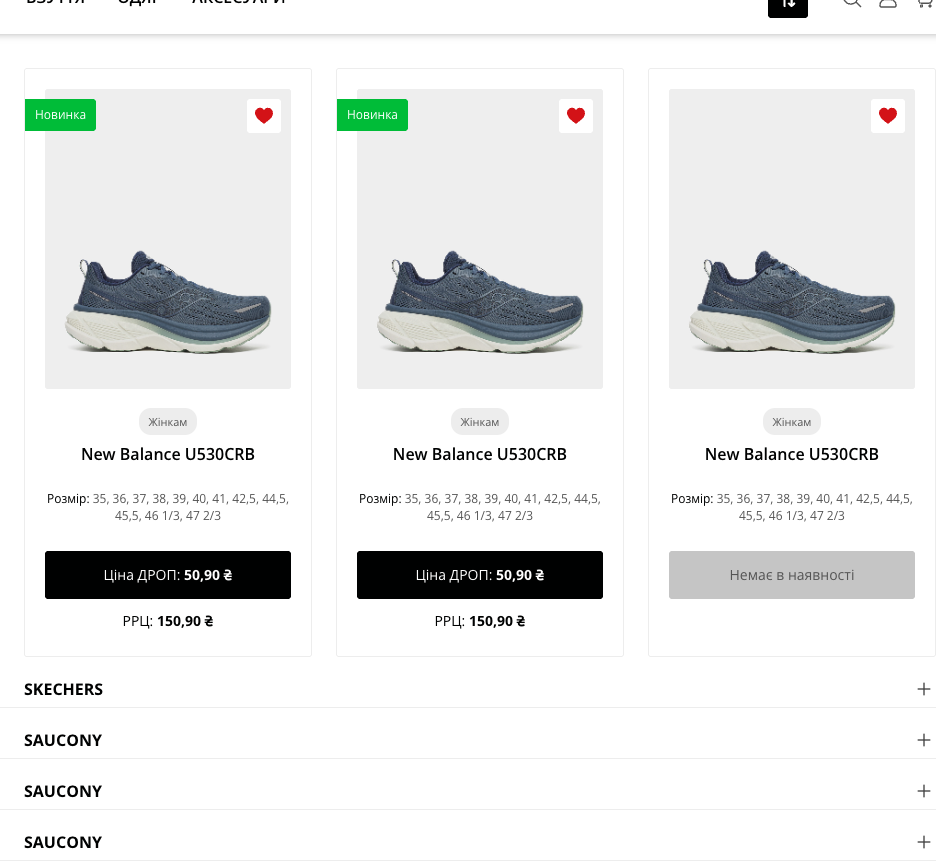 ВЗУТТЯ ОДЯГ АКСЕСУАРИ
Новинка
Жінкам
New Balance U530CRB
Розмір: 35, 36, 37, 38, 39, 40, 41, 42,5, 44,5,
45,5, 46 1/3, 47 2/3
Ціна ДРОП: 50,90 ₴
РРЦ: 150,90 ₴
Новинка
Жінкам
New Balance U530CRB
Розмір: 35, 36, 37, 38, 39, 40, 41, 42,5, 44,5,
45,5, 46 1/3, 47 2/3
Ціна ДРОП: 50,90 ₴
РРЦ: 150,90 ₴
Жінкам
New Balance U530CRB
Розмір: 35, 36, 37, 38, 39, 40, 41, 42,5, 44,5,
45,5, 46 1/3, 47 2/3
Немає в наявності
SKECHERS
SAUCONY
SAUCONY
SAUCONY